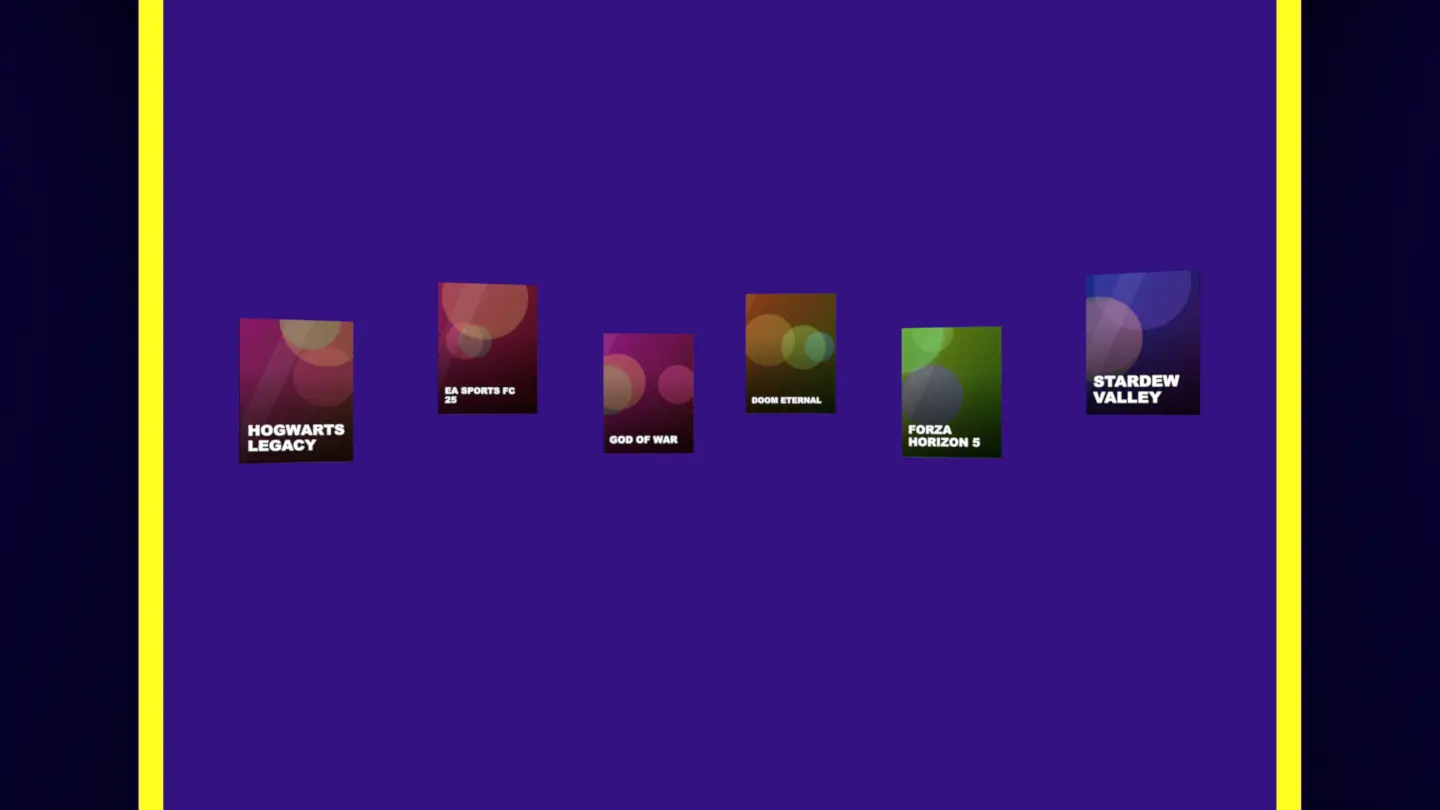 HOGWARTS
LEGACY
EA SPORTS FC
25
GOD OF WAR
DOOM ETERNAL
FORZA
HORIZON 5
STARDEW
VALLEY